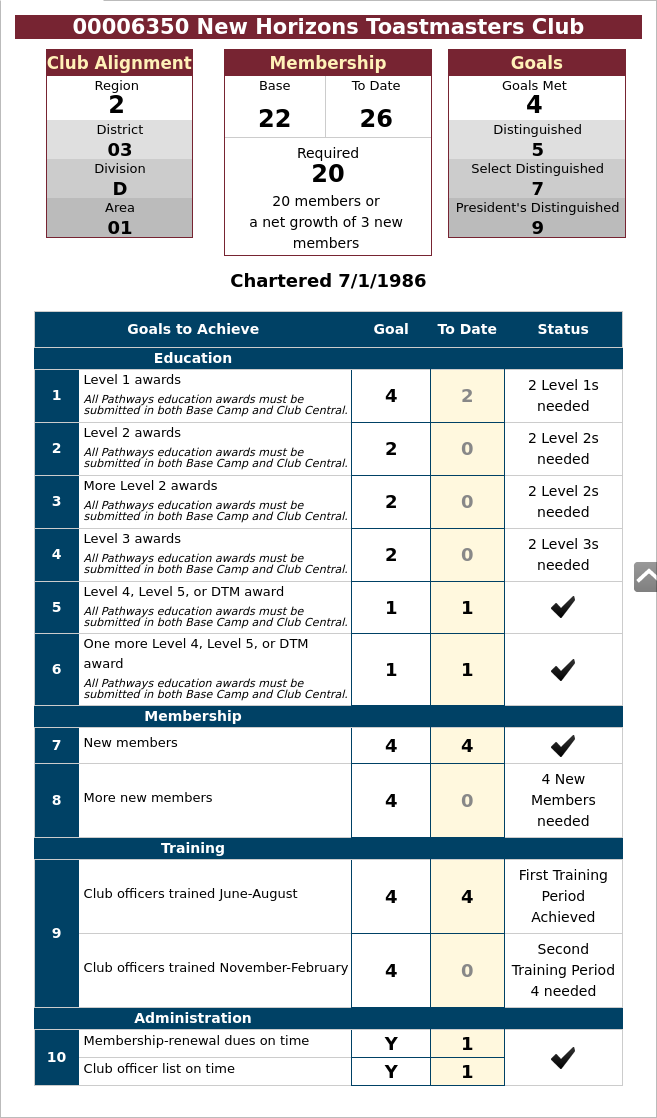 00006350 New Horizons Toastmasters Club
Club Alignment
Region
2
District
03
Division
D
Area
01
Membership
Base
22
To Date
26
Required
20
20 members or
a net growth of 3 new
members
Goals
Goals Met
4
Distinguished
5
Select Distinguished
7
President's Distinguished
9
Chartered 7/1/1986
Goals to Achieve Goal To Date Status
Education
1
Level 1 awards
All Pathways education awards must be
submitted in both Base Camp and Club Central.
4
2
2 Level 1s
needed
2
Level 2 awards
All Pathways education awards must be
submitted in both Base Camp and Club Central.
2
0
2 Level 2s
needed
3
More Level 2 awards
All Pathways education awards must be
submitted in both Base Camp and Club Central.
2
0
2 Level 2s
needed
4
Level 3 awards
All Pathways education awards must be
submitted in both Base Camp and Club Central.
2
0
2 Level 3s
needed
5
Level 4, Level 5, or DTM award
All Pathways education awards must be
submitted in both Base Camp and Club Central.
1
1
6
One more Level 4, Level 5, or DTM
award
All Pathways education awards must be
submitted in both Base Camp and Club Central.
1
1
Membership
7
New members
4
4
8
More new members
4
0
4 New
Members
needed
Training
9
Club officers trained June-August
4
4
First Training
Period
Achieved
Club officers trained November-February
4
0
Second
Training Period
4 needed
Administration
10
Membership-renewal dues on time
Y
1
Club officer list on time
Y
1